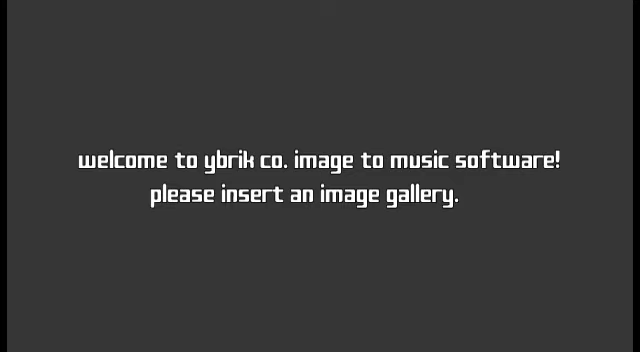 welcome to ybrik co. image to music software!
please insert an image gallery.